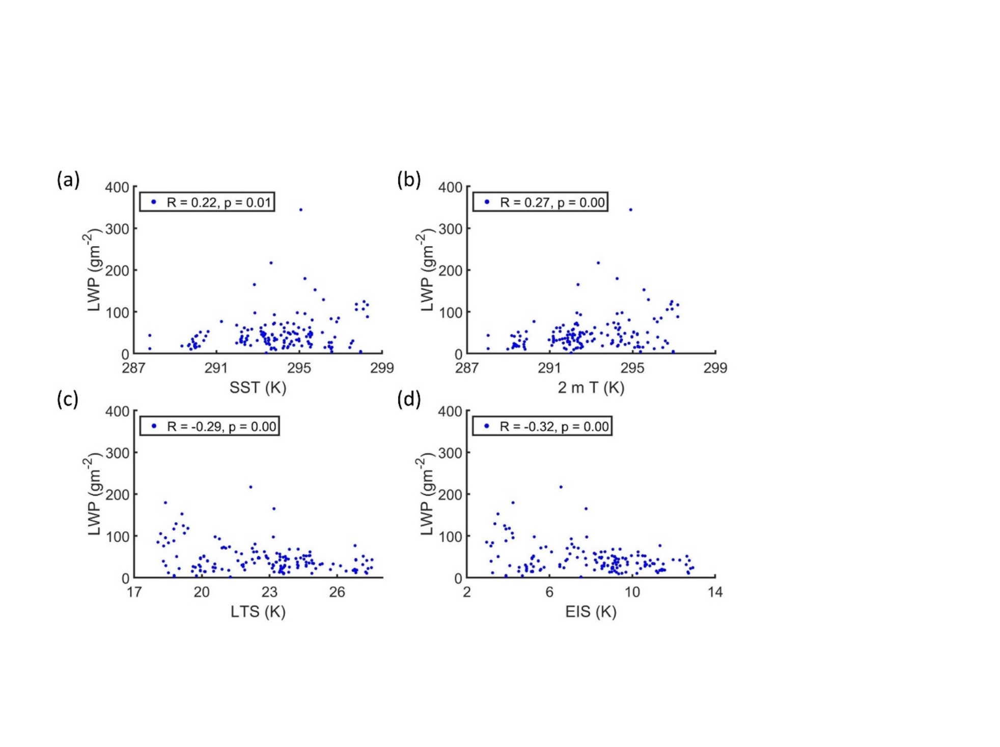 (a)
400
300
200
100
0
R = 0.22, p = 0.01
LWP (gm-2)
287 291 295 299
SST (K)
(b)
400
300
200
100
0
R = 0.27, p = 0.00
LWP (gm-2)
287 291 295 299
2 m T (K)
(c)
400
300
200
100
0
R = -0.29, p = 0.00
LWP (gm-2)
17 20 23 26
LTS (K)
(d)
400
300
200
100
0
R = -0.32, p = 0.00
LWP (gm-2)
2 6 10 14
EIS (K)